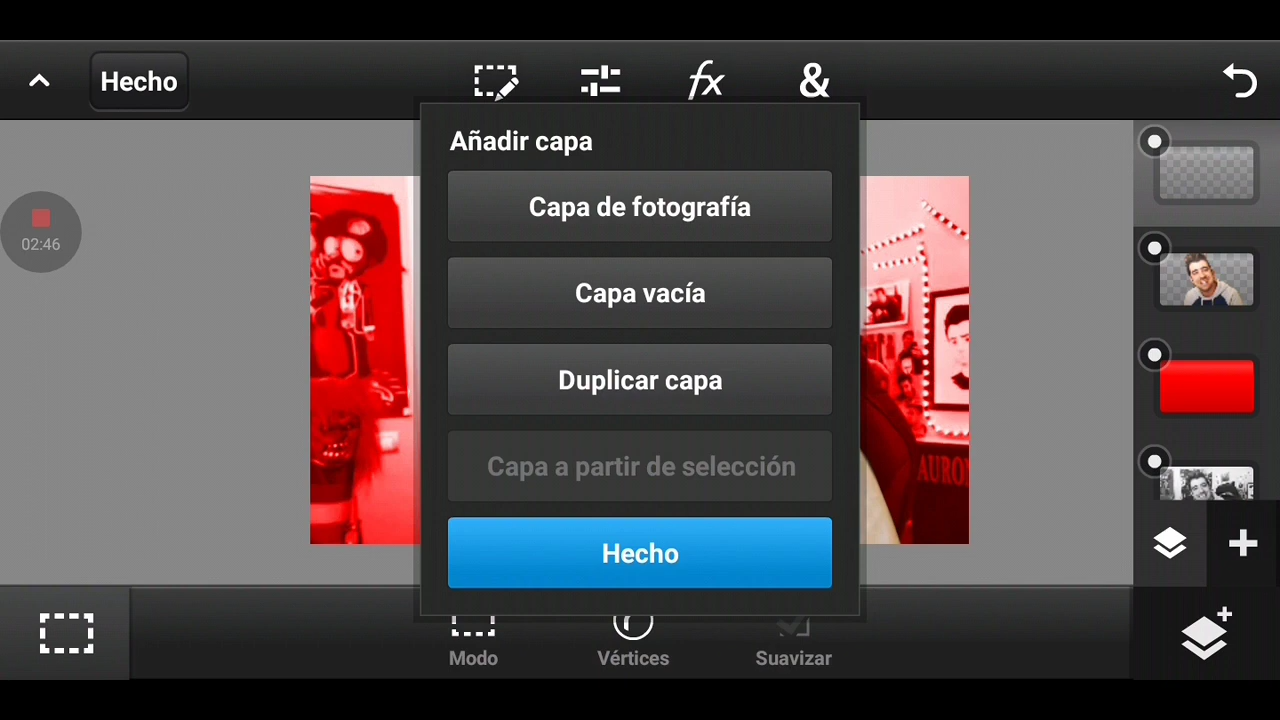 Hecho
fx
&
Añadir capa
Capa de fotografía
02:46
Capa vacía
Duplicar capa
Capa a partir de selección
AURON
Hecho
Modo
Vértices
Suavizar